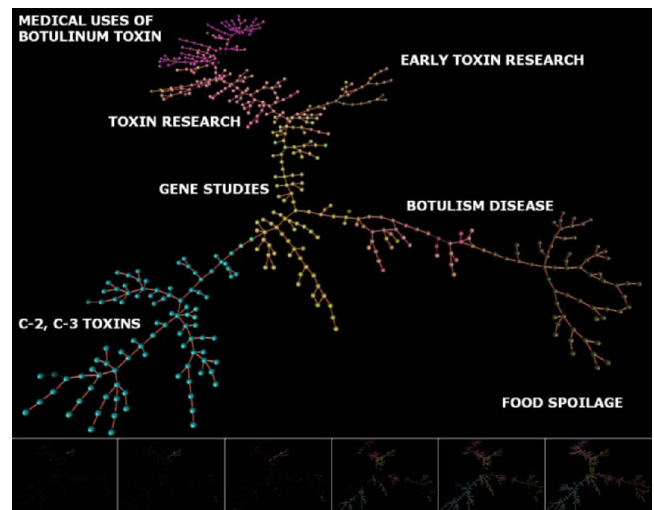 MEDICAL USES OF
BOTULINUM TOXIN
EARLY TOXIN RESEARCH
TOXIN RESEARCH
GENE STUDIES
BOTULISM DISEASE
C-2, C-3 TOXINS
FOOD SPOILAGE